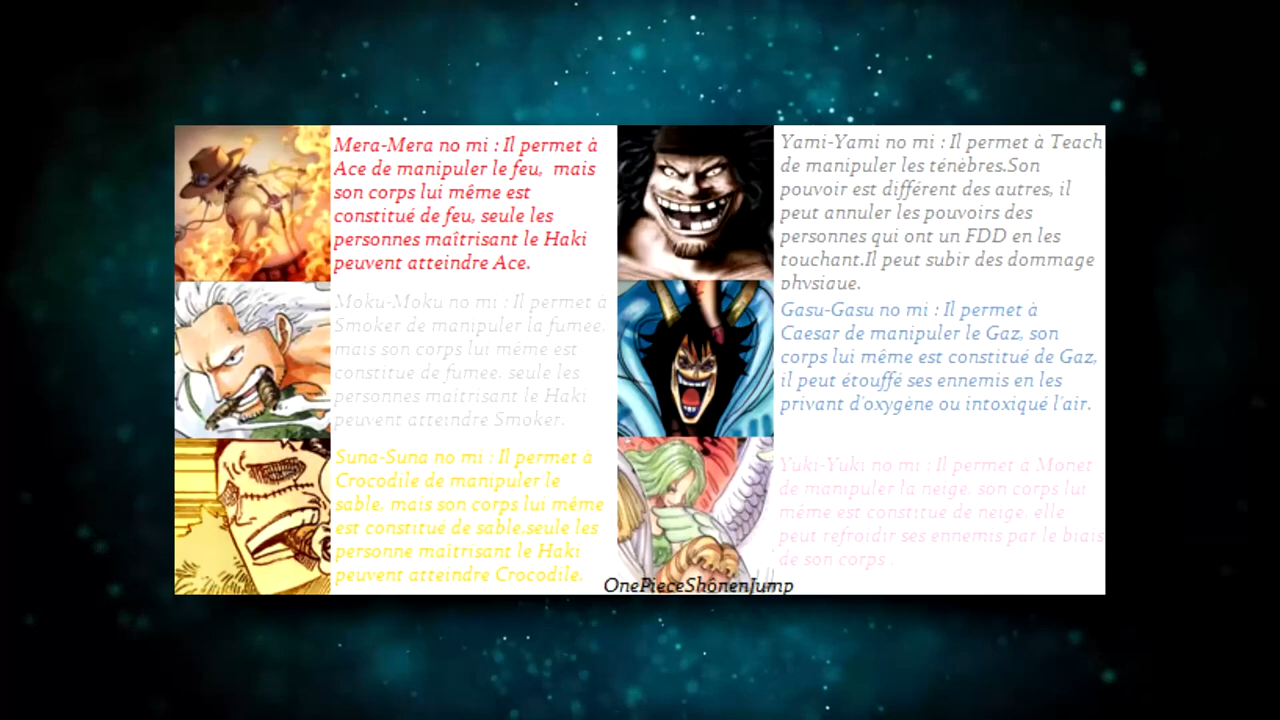 Mera-Mera no mi : Il permet à
Ace de manipuler le feu, mais
son corps lui même est
constitué de feu, seule les
personnes maîtrisant le Haki
peuvent atteindre Ace.
Moku-Moku no mi : Il permet à
Smoker de manipuler la fumee.
mais son corps lui même est
constitue de fumee. seule les
personnes maitrisant le Haki
peuvent atteindre Smoker.
Suna-Suna no mi : Il permet à
Crocodile de manipuler le
sable, mais son corps lui même
est constitué de sable.seule les
personne maîtrisant le Haki
peuvent atteindre Crocodile.
Yami-Yami no mi : Il permet à Teach
de manipuler les ténèbres.Son
pouvoir est différent des autres, il
peut annuler les pouvoirs des
personnes qui ont un FDD en les
touchant.Il peut subir des dommage
physique.
Gasu-Gasu no mi : Il permet à
Caesar de manipuler le Gaz, son
corps lui même est constitué de Gaz,
il peut étouffé ses ennemis en les
privant d'oxygène ou intoxiqué l'air.
Yuki-Yuki no mi : Il permet a Monet
de manipuler la neige. son corps lui
même est constitue de neige. elle
peut refroidir ses ennemis par le biais
de son corps .
OnePieceShônenJump